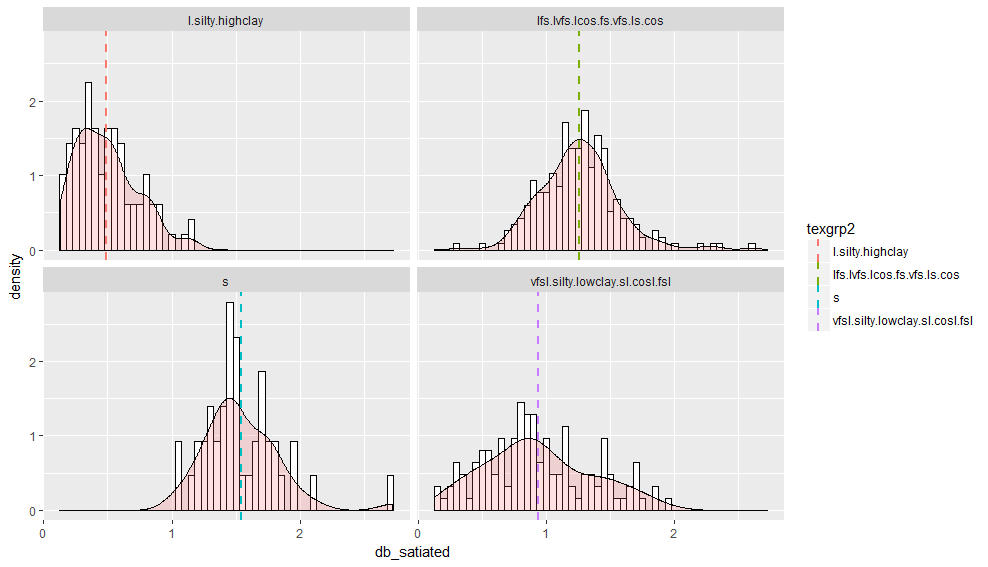 l.silty.highclay
lfs.lvfs.lcos.fs.vfs.ls.cos
2
1
0
s
vfsl.silty.lowclay.sl.cosl.fsl
2
1
0
0
1
2
0
1
2
density
db_satiated
texgrp2
l.silty.highclay
lfs.lvfs.lcos.fs.vfs.ls.cos
s
vfsl.silty.lowclay.sl.cosl.fsl